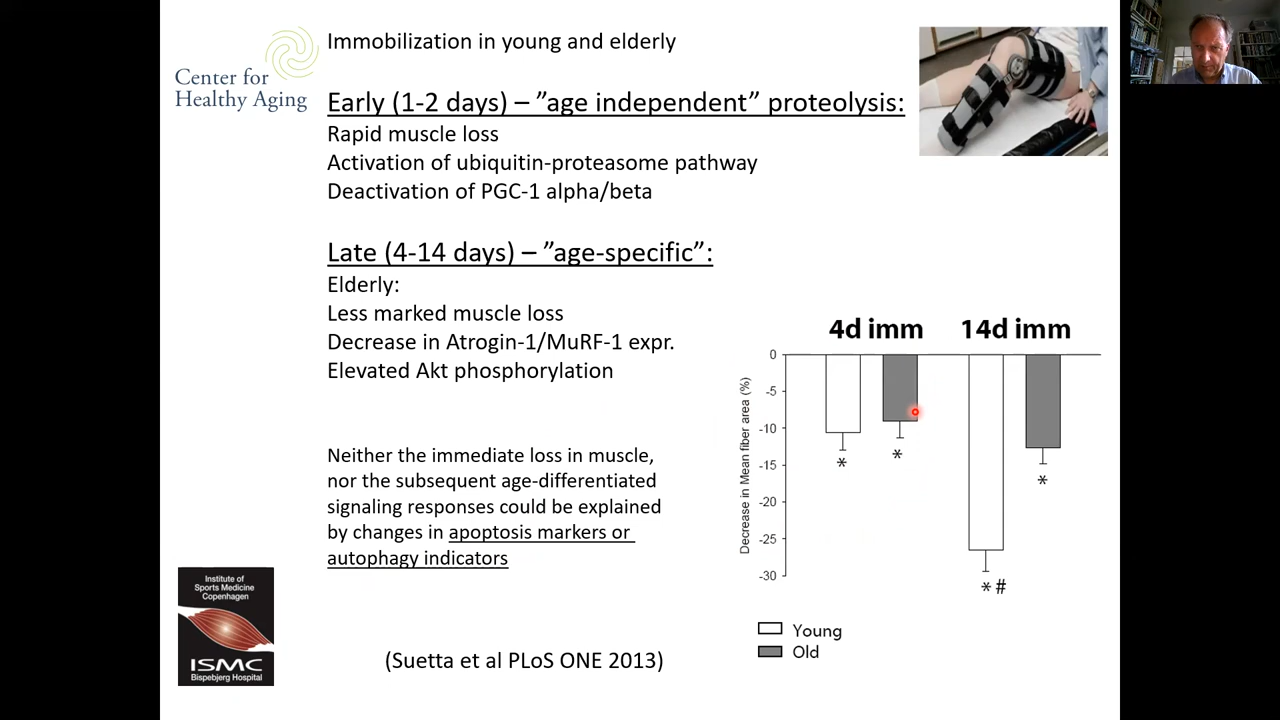 Center for
Healthy Aging
Immobilization in young and elderly
Early (1-2 days) – ”age independent” proteolysis:
Rapid muscle loss
Activation of ubiquitin-proteasome pathway
Deactivation of PGC-1 alpha/beta
Late (4-14 days) – ”age-specific”:
Elderly:
Less marked muscle loss
Decrease in Atrogin-1/MuRF-1 expr.
Elevated Akt phosphorylation
Neither the immediate loss in muscle,
nor the subsequent age-differentiated
signaling responses could be explained
by changes in apoptosis markers or
autophagy indicators
(Suetta et al PLoS ONE 2013)
4d imm 14d imm
Decrease in Mean fiber area (%)
0
-5
-10
-15
-20
-25
-30
* * * # *
Young
Old
Institute of
Sports Medicine
Copenhagen
ISMC
Bispebjerg Hospital